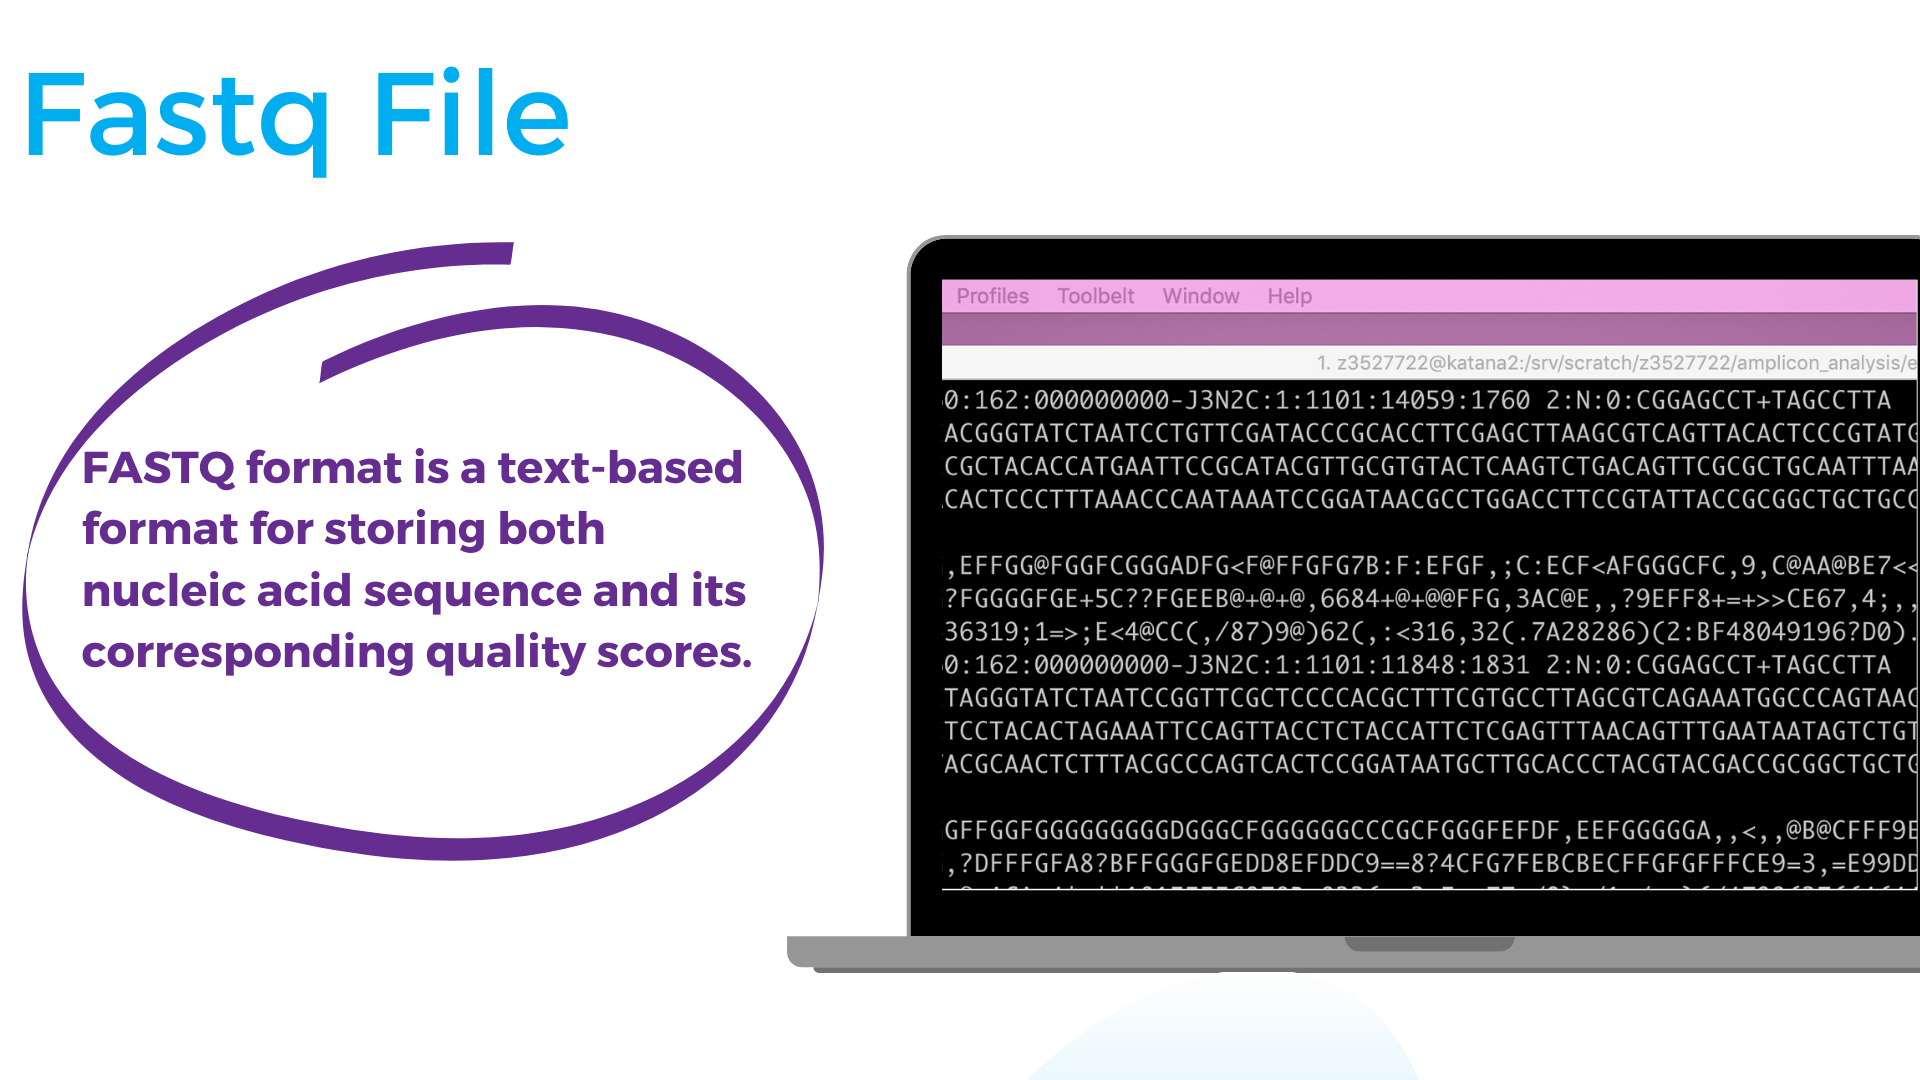 Fastq File
FASTQ format is a text-based
format for storing both
nucleic acid sequence and its
corresponding quality scores.
Profiles Toolbelt Window Help
1. z3527722@katana2:/srv/scratch/z3527722/amplicon_analysis/e
0:162:000000000-J3N2C:1:1101:14059:1760 2:N:0:CGGAGCCT+TAGCCTTA
ACGGGTATCTAATCCTGTTCGATACCCGCACCTTCGAGCTTAAGCGTCAGTTACACTCCCGTATG
CGCTACACCATGAATTCCGCATACGTTGCGTGTACTCAAGTCTGACAGTTCGCGCTGCAATTTAA
CACTCCCTTTAAACCCAATAAATCCGGATAACGCCTGGACCTTCCGTATTACCGCGGCTGCTGCC
,EFFGG@FGGFCGGGADFG<F@FFGFG7B:F:EFGF,;C:ECF<AFGGGCFC,9,C@AA@BE7<<
?FGGGGFGE+5C??FGEEB@+@+@,6684+@+@@FFG,3AC@E,,?9EFF8+=+>>CE67,4;,,
36319;1=>;E<4@CC(,/87)9@)62(,:<316,32(.7A28286)(2:BF48049196?D0).
0:162:000000000-J3N2C:1:1101:11848:1831 2:N:0:CGGAGCCT+TAGCCTTA
TAGGGTATCTAATCCGGTTCGCTCCCCACGCTTTCGTGCCTTAGCGTCAGAAATGGCCCAGTAAC
TCCTACACTAGAAATTCCAGTTACCTCTACCATTCTCGAGTTTAACAGTTTGAATAATAGTCTGT
ACGCAACTCTTTACGCCCAGTCACTCCGGATAATGCTTGCACCCTACGTACGACCGCGGCTGCTG
GFFGGFGGGGGGGGGDGGGCFGGGGGGCCCGCFGGGFEFDF,EEFGGGGGA,,<,,@B@CFFF9E
,?DFFFGFA8?BFFGGGFGEDD8EFDDC9==8?4CFG7FEBCBECFFGFGFFFCE9=3,=E99DD